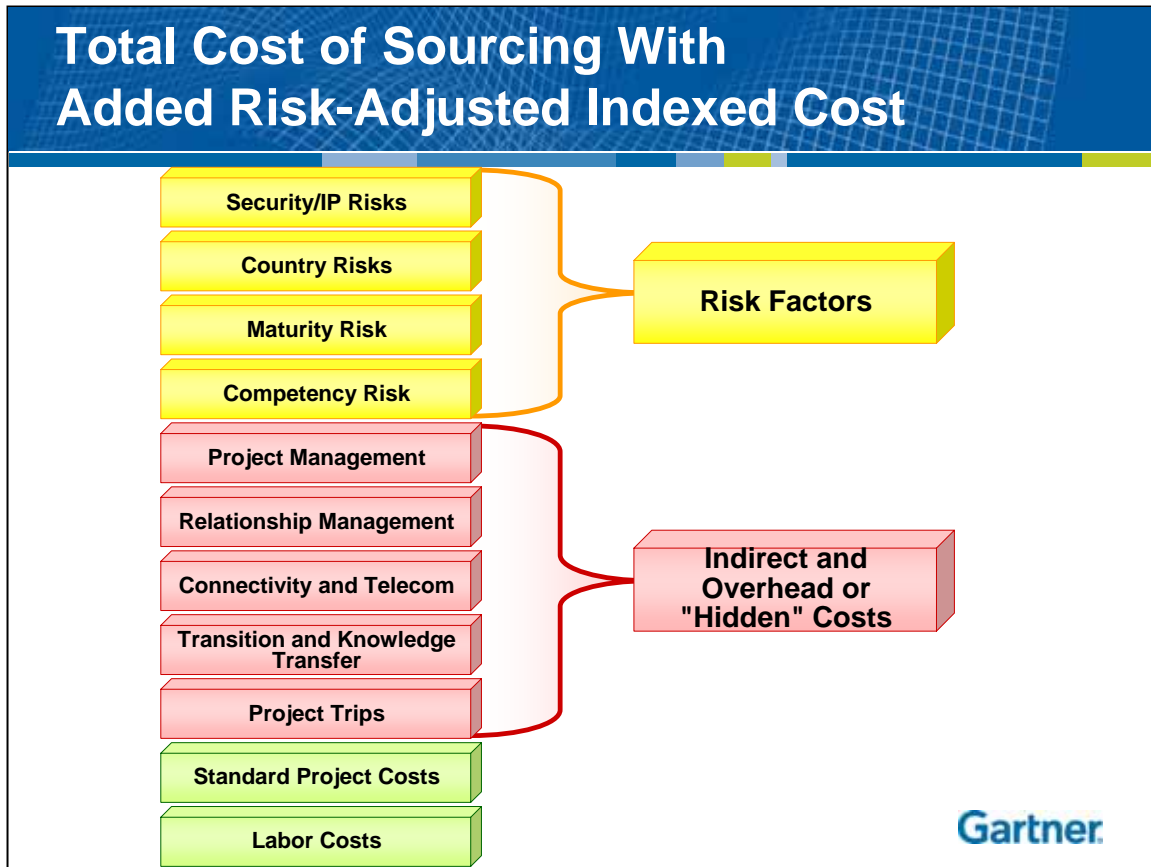 Total Cost of Sourcing With
Added Risk-Adjusted Indexed Cost
Security/IP Risks
Country Risks
Maturity Risk
Competency Risk
Risk Factors
Project Management
Relationship Management
Connectivity and Telecom
Transition and Knowledge
Transfer
Project Trips
Indirect and
Overhead or
"Hidden" Costs
Standard Project Costs
Labor Costs
Gartner